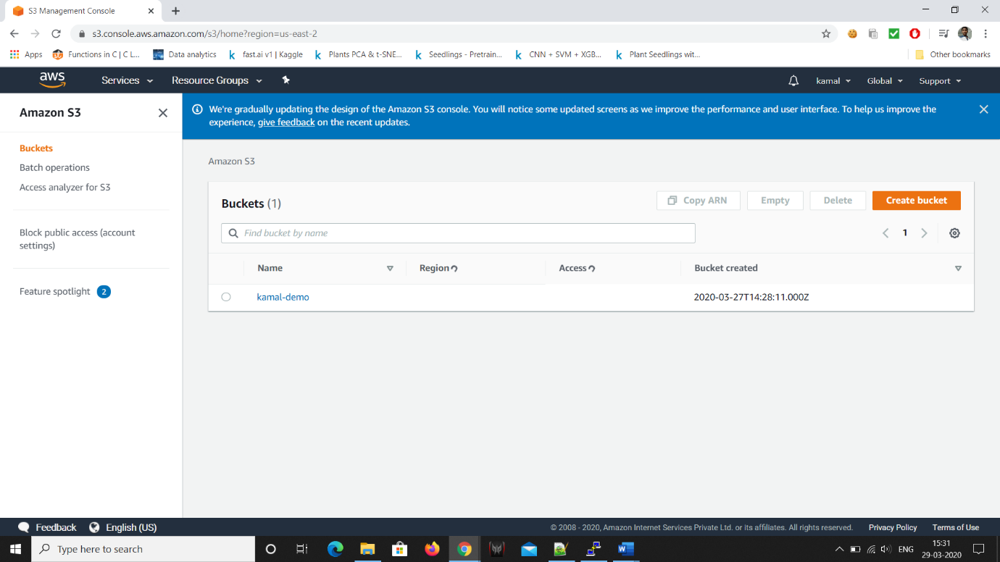 S3 Management Console
s3.console.aws.amazon.com/s3/home?region=us-east-2
Apps Functions in C | C L... Data analytics fast.ai v1 | Kaggle Plants PCA & t-SNE... Seedlings - Pretrain... CNN + SVM + XGB... Plant Seedlings wit... Other bookmarks
aws Services Resource Groups kamal Global Support
Amazon S3
Buckets
Batch operations
Access analyzer for S3
Block public access (account
settings)
Feature spotlight 2
We're gradually updating the design of the Amazon S3 console. You will notice some updated screens as we improve the performance and user interface. To help us improve the
experience, give feedback on the recent updates.
Amazon S3
Buckets (1) Copy ARN Empty Delete Create bucket
Find bucket by name 1
Name Region Access Bucket created
kamal-demo 2020-03-27T14:28:11.000Z
Feedback English (US) © 2008 - 2020, Amazon Internet Services Private Ltd. or its affiliates. All rights reserved. Privacy Policy Terms of Use
Type here to search ENG 15:31
29-03-2020